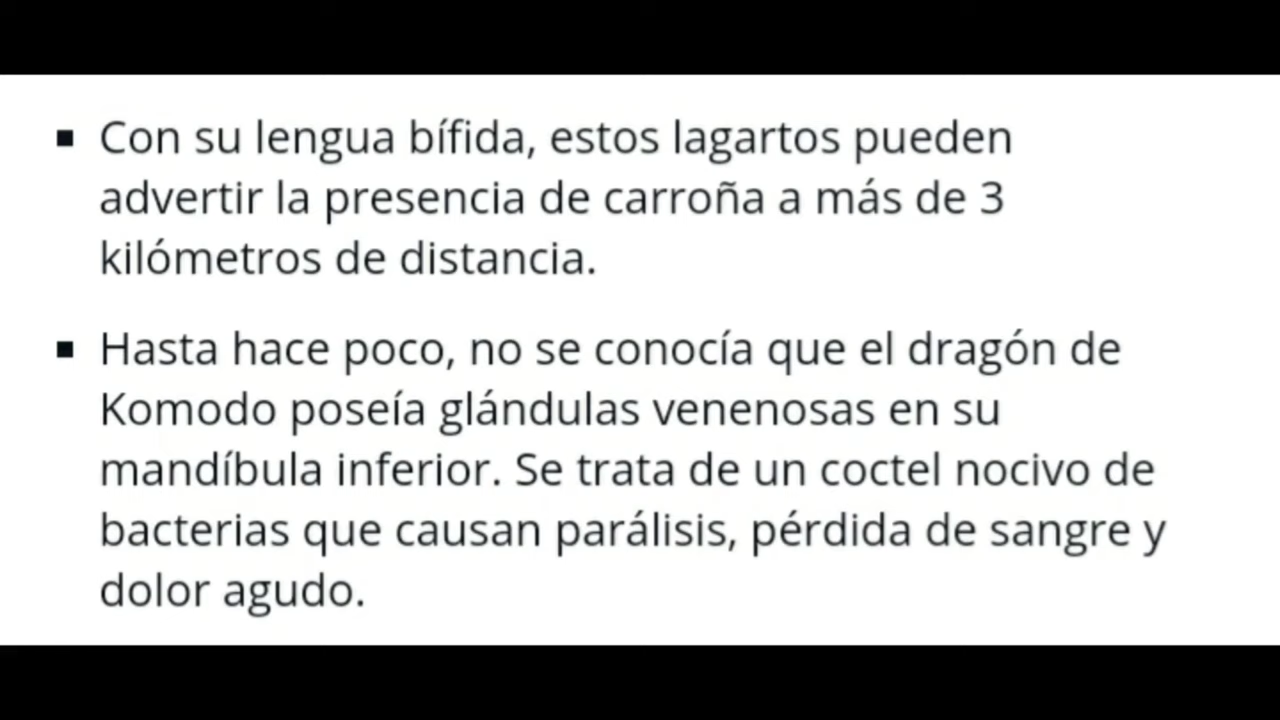 ▪ Con su lengua bífida, estos lagartos pueden
advertir la presencia de carroña a más de 3
kilómetros de distancia.
▪ Hasta hace poco, no se conocía que el dragón de
Komodo poseía glándulas venenosas en su
mandíbula inferior. Se trata de un coctel nocivo de
bacterias que causan parálisis, pérdida de sangre y
dolor agudo.